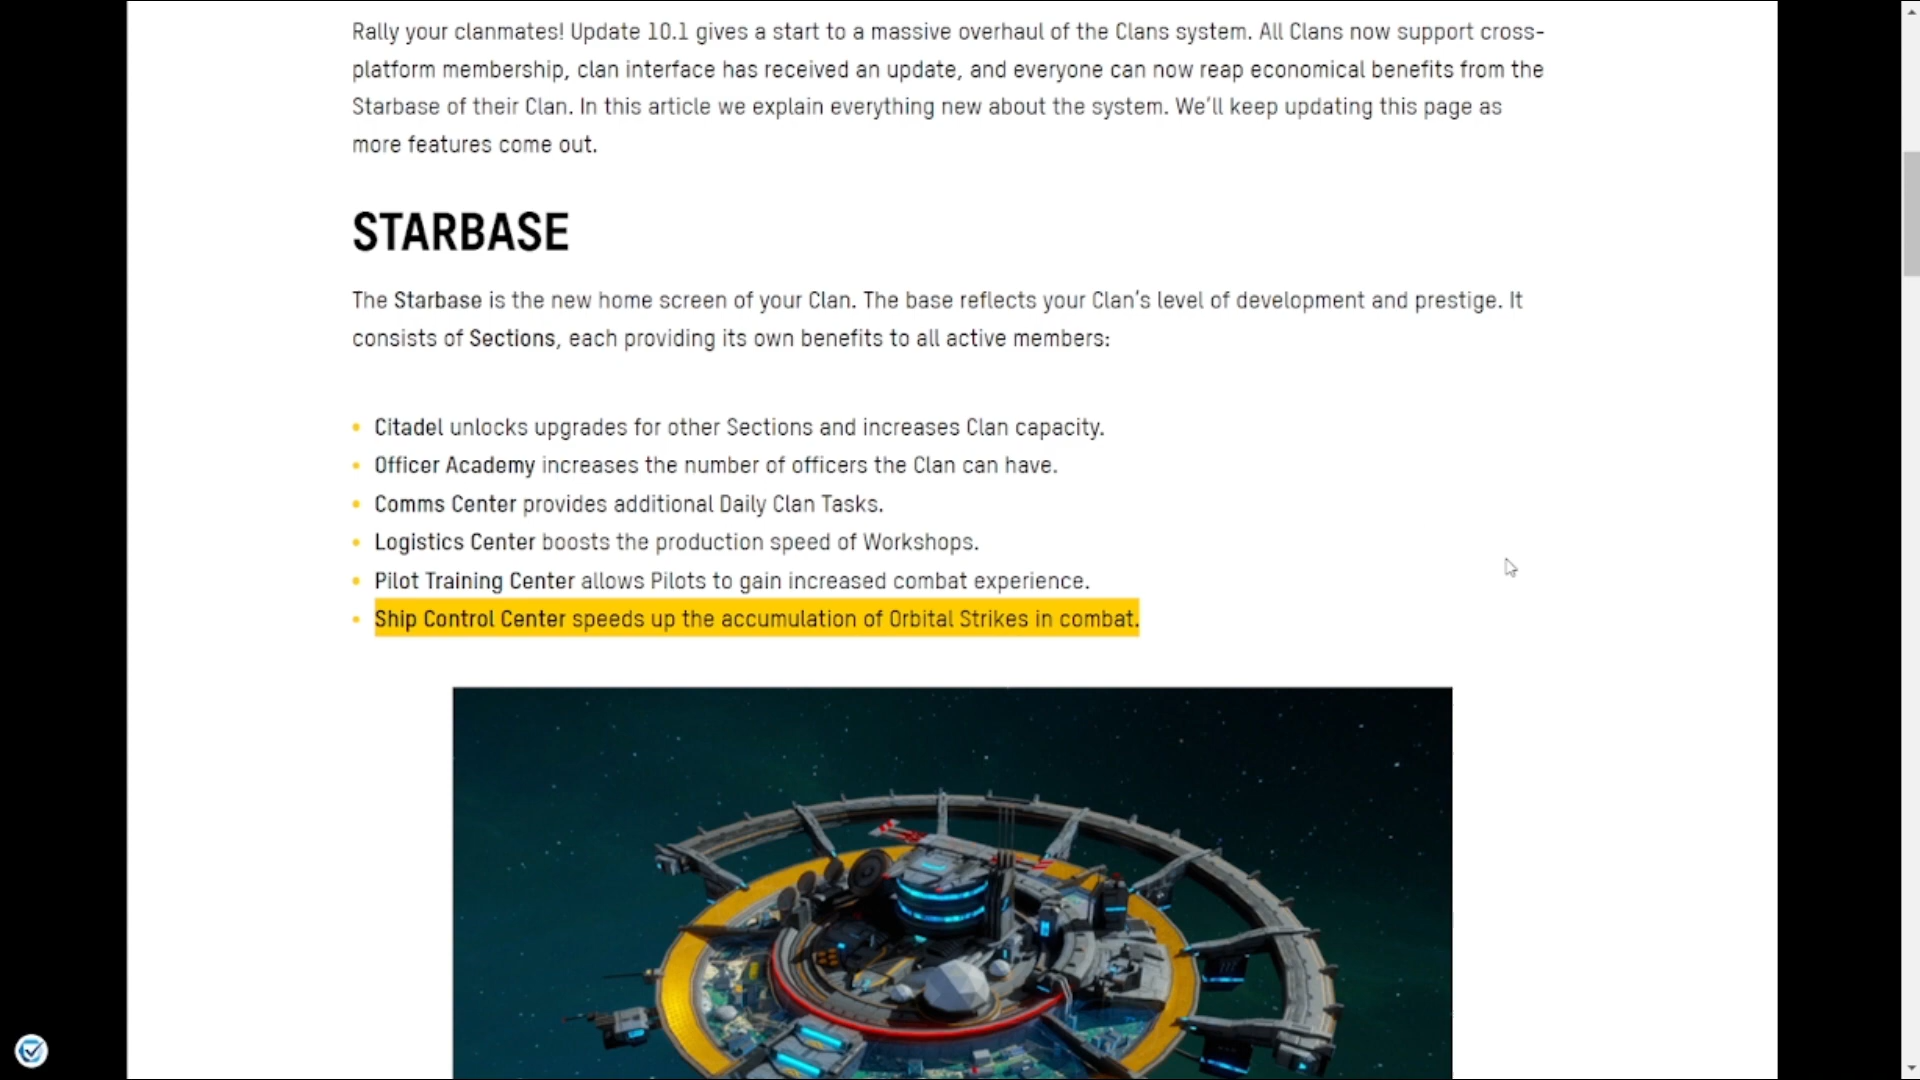 Rally your clanmates! Update 10.1 gives a start to a massive overhaul of the Clans system. All Clans now support cross-
platform membership, clan interface has received an update, and everyone can now reap economical benefits from the
Starbase of their Clan. In this article we explain everything new about the system. We'll keep updating this page as
more features come out.
STARBASE
The Starbase is the new home screen of your Clan. The base reflects your Clan's level of development and prestige. It
consists of Sections, each providing its own benefits to all active members:
• Citadel unlocks upgrades for other Sections and increases Clan capacity.
• Officer Academy increases the number of officers the Clan can have.
• Comms Center provides additional Daily Clan Tasks.
• Logistics Center boosts the production speed of Workshops.
• Pilot Training Center allows Pilots to gain increased combat experience.
• Ship Control Center speeds up the accumulation of Orbital Strikes in combat.